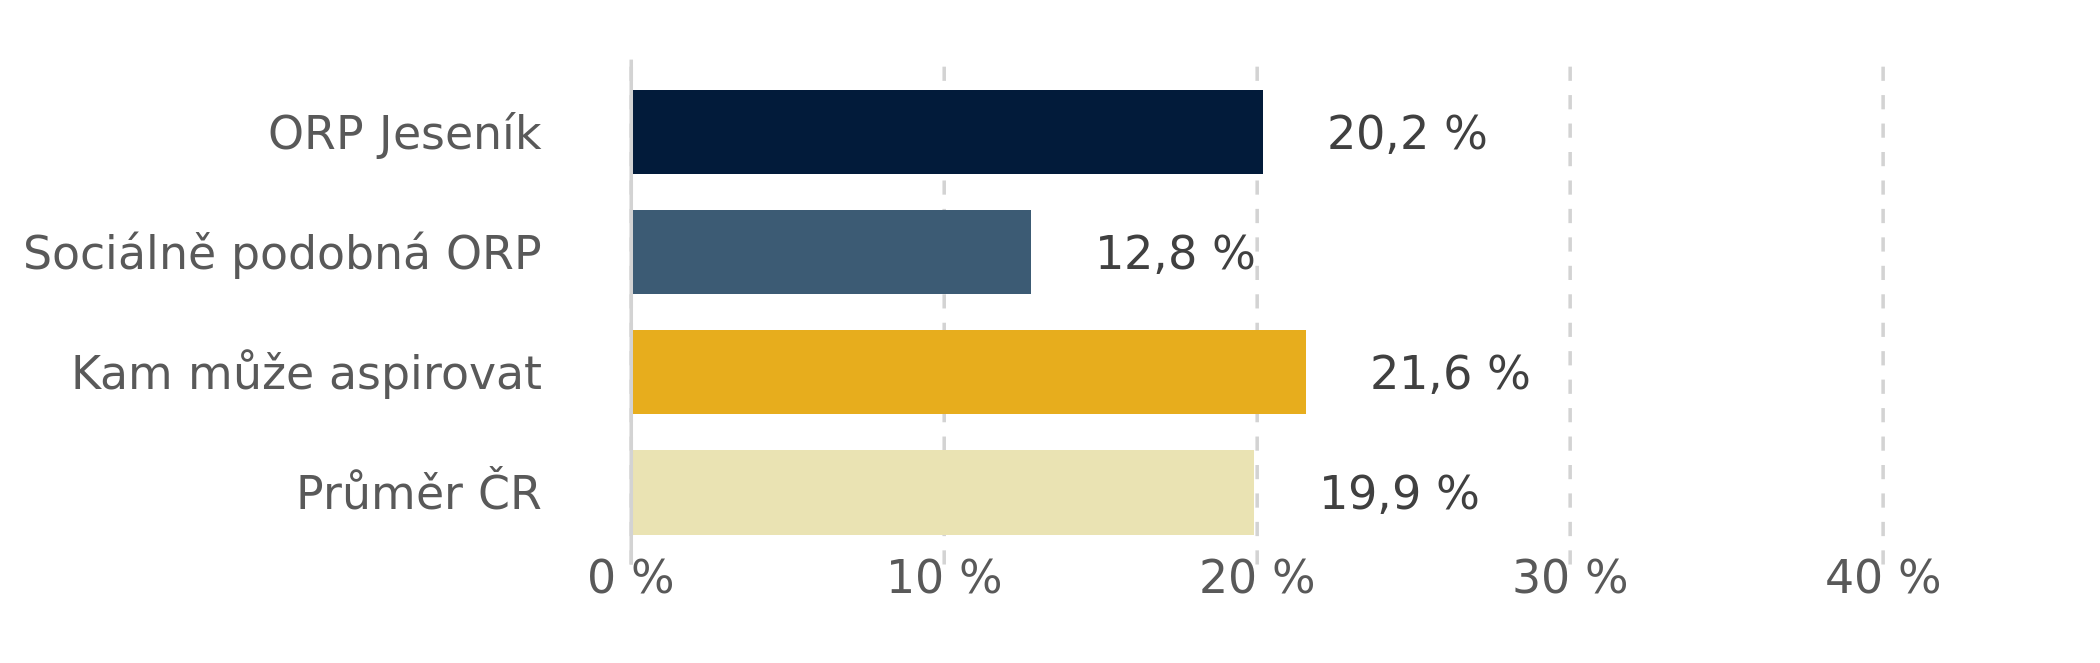 ORP Jeseník 20,2 %
Sociálně podobná ORP 12,8 %
Kam může aspirovat 21,6 %
Průměr ČR 19,9 %
0 % 10 % 20 % 30 % 40 %